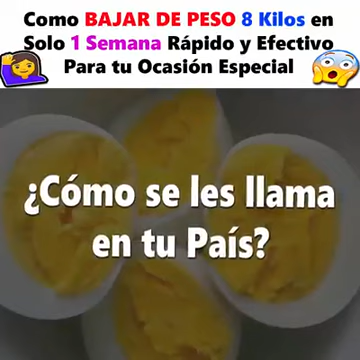 Como BAJAR DE PESO 8 Kilos en
Solo 1 Semana Rápido y Efectivo
Para tu Ocasión Especial
¿Cómo se les llama
en tu País?